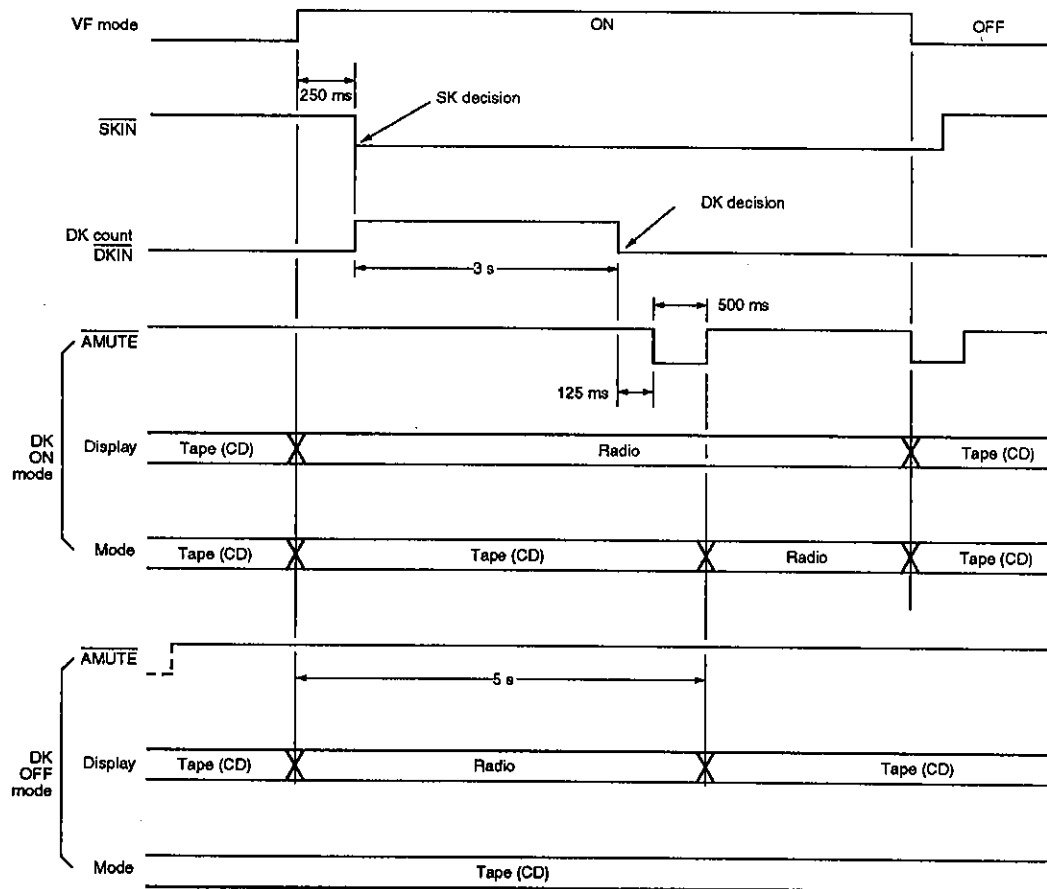 VF mode
ON
OFF
250 ms
SK decision
SKIN
DK decision
DK count
DKIN
3 s
500 ms
AMUTE
125 ms
DK
ON
mode
Display
Tape (CD)
Radio
Tape (CD)
Mode
Tape (CD)
Tape (CD)
Radio
Tape (CD)
AMUTE
5 s
DK
OFF
mode
Display
Tape (CD)
Radio
Tape (CD)
Mode
Tape (CD)